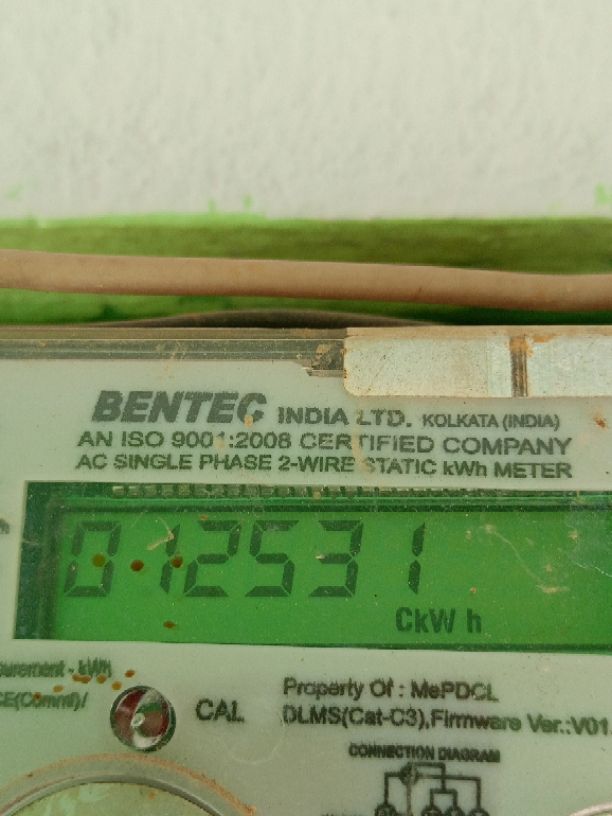 BENTEC INDIA LTD. KOLKATA (INDIA)
AN ISO 9001:2008 CERTIFIED COMPANY
AC SINGLE PHASE 2-WIRE STATIC kWh METER
012531
CkW h
kWh
CAL
Property Of : MePDCL
DLMS(Cat-C3),Firmware Ver.:V01.
CONNECTION DIAGRAM